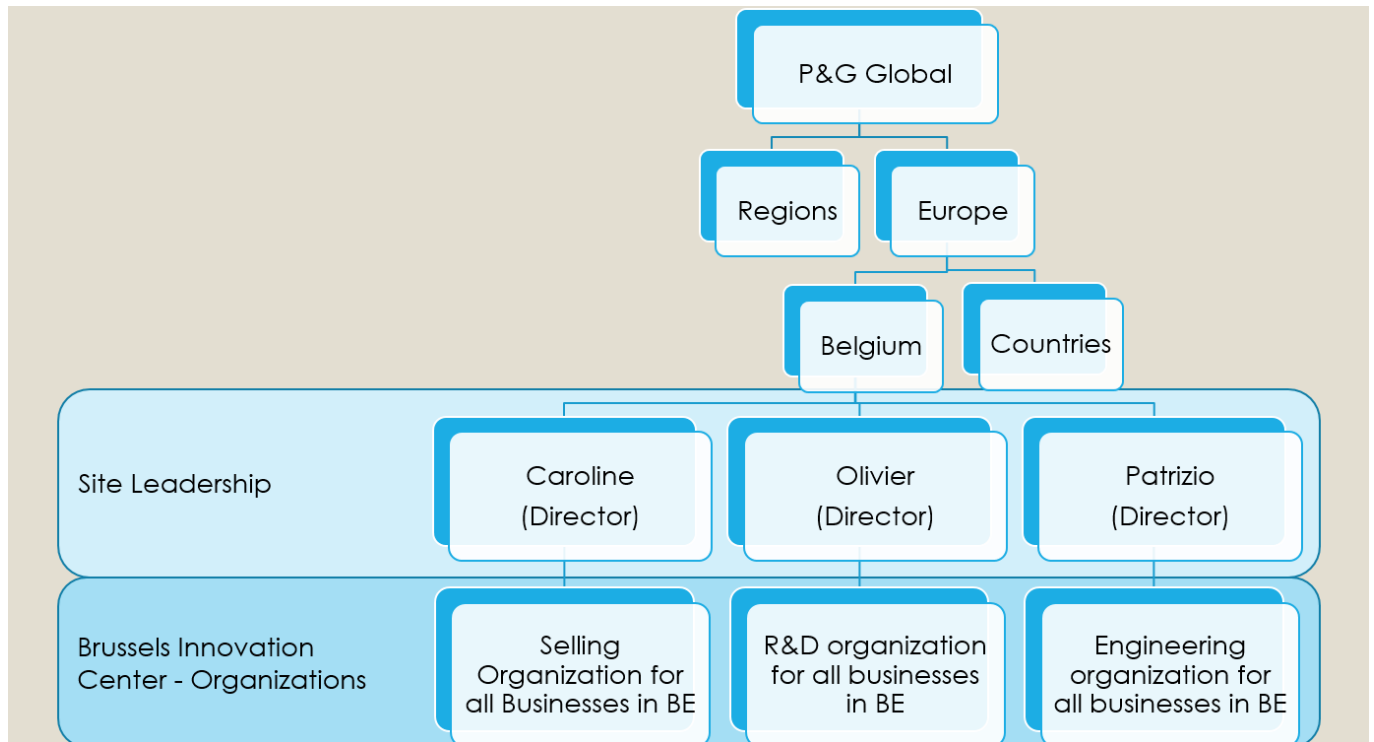 P&G Global
Regions
Europe
Belgium
Countries
Site Leadership
Caroline
(Director)
Olivier
(Director)
Patrizio
(Director)
Brussels Innovation
Center - Organizations
Selling
Organization for
all Businesses in BE
R&D organization
for all businesses
in BE
Engineering
organization for
all businesses in BE